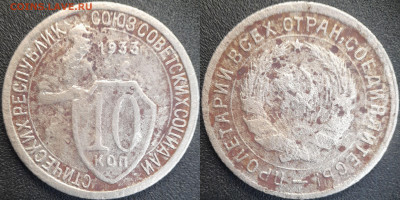 СОЮЗ СОВЕТСКИХ СОЦИАЛИСТИЧЕСКИХ РЕСПУБЛИК
1933
10
КОП
ПРОЛЕТАРИИ ВСЕХ СТРАН, СОЕДИНЯЙТЕСЬ!